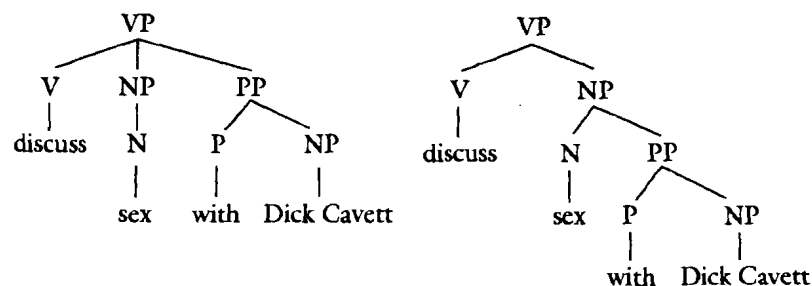 VP
V NP PP
discuss N P NP
sex with Dick Cavett
VP
V NP
discuss N PP
sex P NP
with Dick Cavett